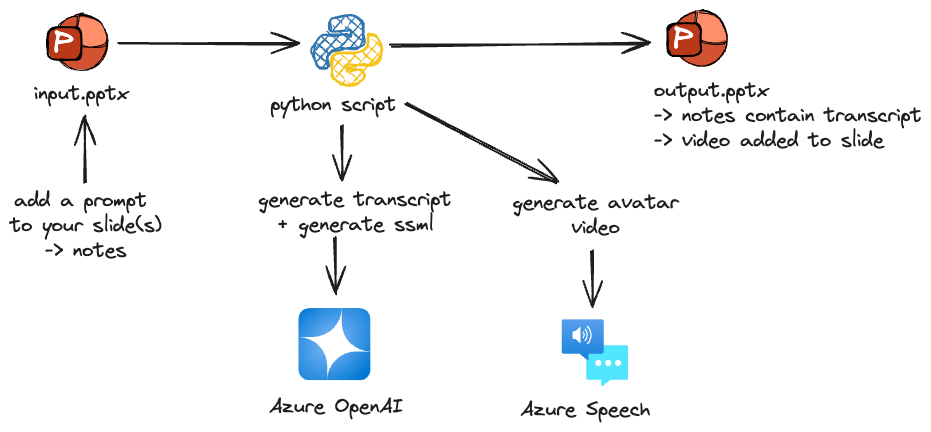 P
P
input.pptx
python script
output.pptx
-> notes contain transcript
-> video added to slide
add a prompt
to your slide(s)
-> notes
generate transcript
+ generate ssml
generate avatar
video
Azure OpenAI
Azure Speech